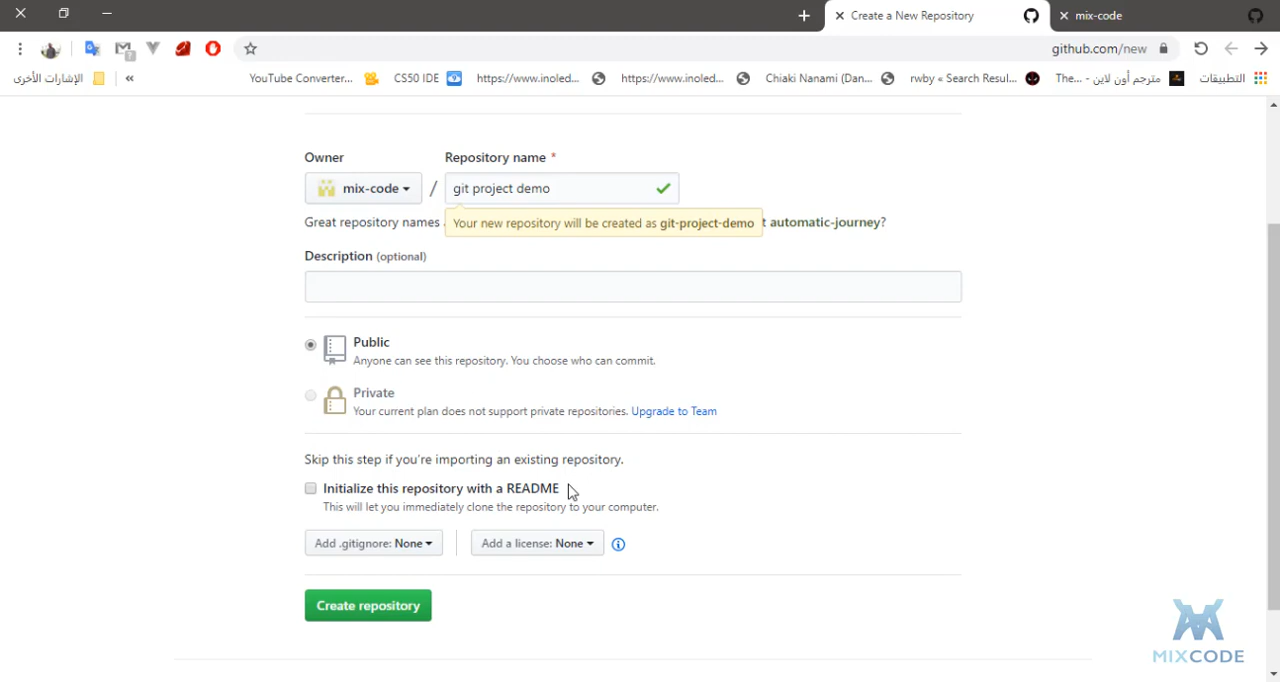 Create a New Repository
mix-code
github.com/new
الإشارات الأخرى
»
YouTube Converter...
CS50 IDE
https://www.inoled...
https://www.inoled...
Chiaki Nanami (Dan...
rwby « Search Resul...
مترجم أون لاين - ...The
التطبيقات
Owner
Repository name *
mix-code
/
git project demo
Great repository names
Your new repository will be created as git-project-demo
t automatic-journey?
Description (optional)
Public
Anyone can see this repository. You choose who can commit.
Private
Your current plan does not support private repositories. Upgrade to Team
Skip this step if you're importing an existing repository.
Initialize this repository with a README
This will let you immediately clone the repository to your computer.
Add .gitignore: None
Add a license: None
Create repository
MIXCODE